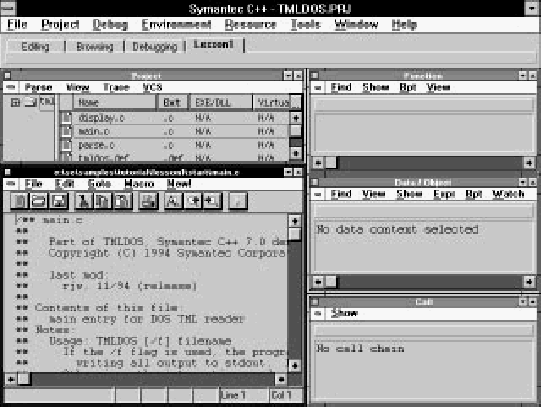 Symantec C++ - TMLDOS.PRJ
File Project Debug Environment Resource Tools Window Help
Editing Browsing Debugging Lesson1
Project
Parse View Trace VCS
tml
Name Ext EXE/DLL Virtua
display.c .c N/A N/A
main.c .c N/A N/A
parse.c .c N/A N/A
tmldos.def .def N/A N/A
Function
Find Show Bpt View
c:\sc\samples\tutorial\lesson1\start\main.c
File Edit Goto Macro New!
/** main.c
**
** Part of TMLDOS, Symantec C++ 7.0 de
** Copyright (C) 1994 Symantec Corpora
**
** last mod:
** rjw, 11/94 (release)
**
** Contents of this file:
** main entry for DOS TML reader
** Notes:
** Usage: TMLDOS [/f] filename
** If the /f flag is used, the progr
** writing all output to stdout.
Line 1 Col 1
Data / Object
Find View Show Expr Bpt Watch
No data context selected
Call
Show
No call chain